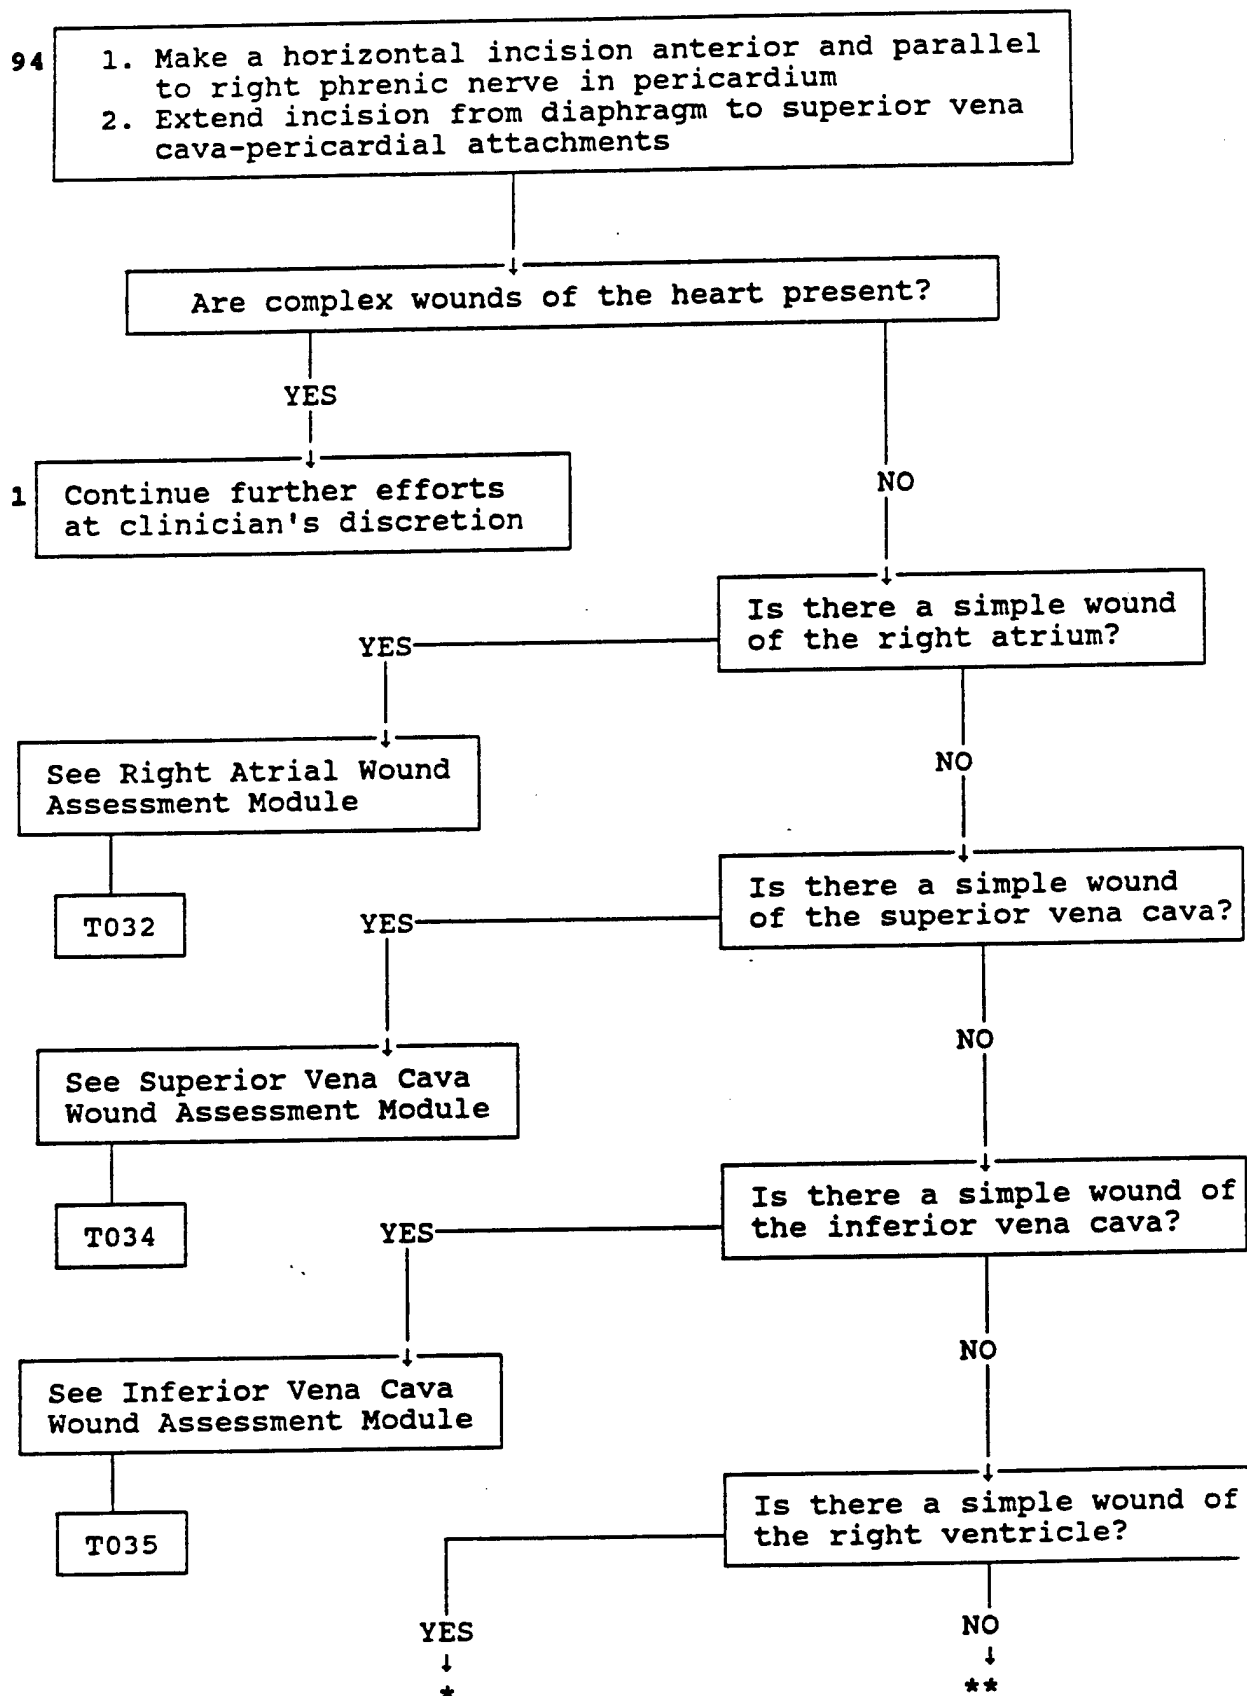 94
1. Make a horizontal incision anterior and parallel
to right phrenic nerve in pericardium
2. Extend incision from diaphragm to superior vena
cava-pericardial attachments
Are complex wounds of the heart present?
YES
1
Continue further efforts
at clinician's discretion
NO
Is there a simple wound
of the right atrium?
YES
See Right Atrial Wound
Assessment Module
T032
NO
Is there a simple wound
of the superior vena cava?
YES
See Superior Vena Cava
Wound Assessment Module
T034
NO
Is there a simple wound of
the inferior vena cava?
YES
See Inferior Vena Cava
Wound Assessment Module
T035
NO
Is there a simple wound of
the right ventricle?
YES
*
NO
**